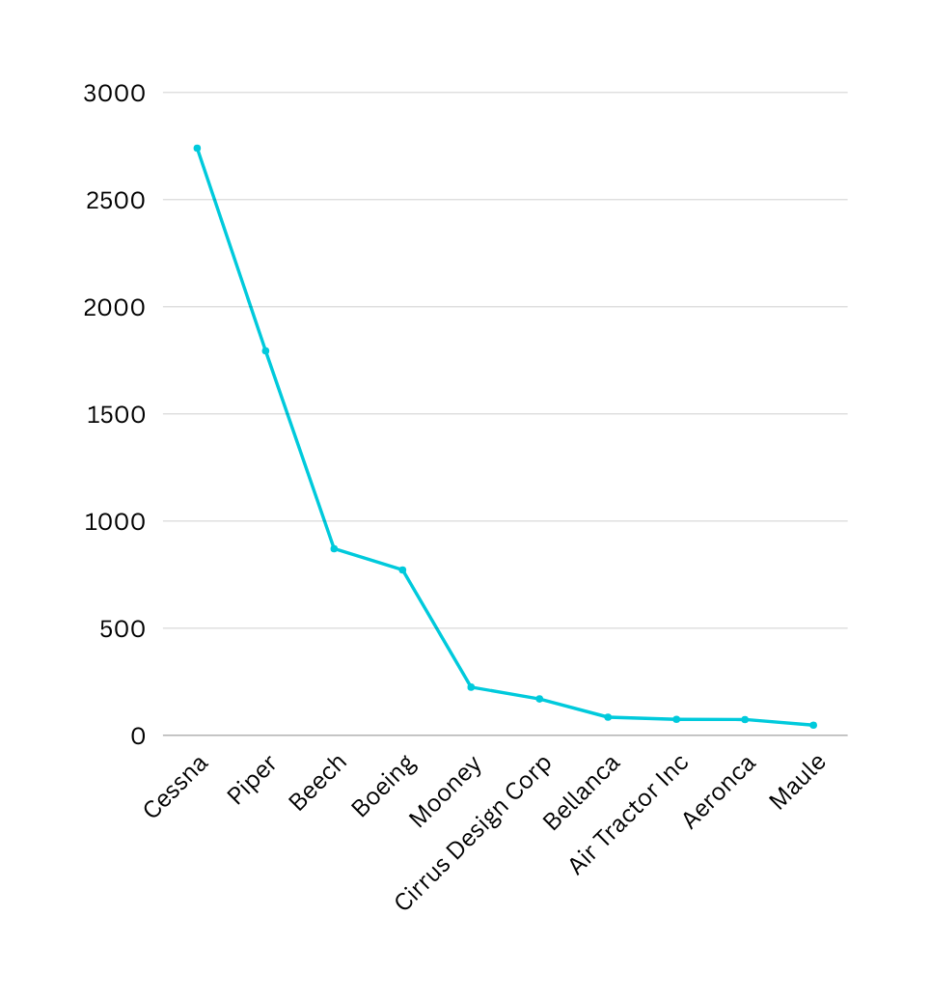 3000
2500
2000
1500
1000
500
0
Cessna
Piper
Beech
Boeing
Mooney
Cirrus Design Corp
Bellanca
Air Tractor Inc
Aeronca
Maule